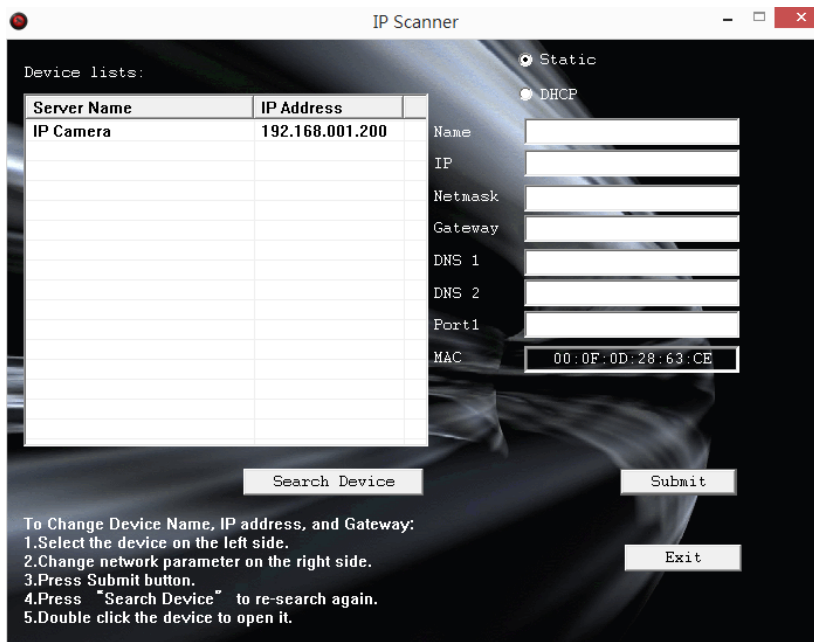 IP Scanner
Device lists:
Server Name IP Address
IP Camera 192.168.001.200
Static
DHCP
Name
IP
Netmask
Gateway
DNS 1
DNS 2
Port1
MAC 00:0F:0D:28:63:CE
Search Device
Submit
To Change Device Name, IP address, and Gateway:
1.Select the device on the left side.
2.Change network parameter on the right side.
3.Press Submit button.
4.Press “Search Device” to re-search again.
5.Double click the device to open it.
Exit